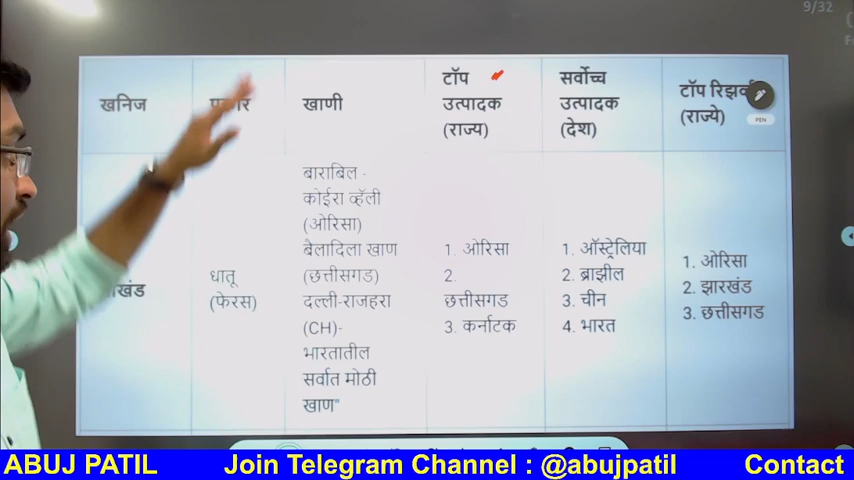 9/32
खनिज
खाणी
टॉप
उत्पादक
(राज्य)
सर्वोच्च
उत्पादक
(देश)
टॉप
(राज्ये)
PEN
धातू
(फेरस)
बाराबिल -
कोईरा व्हॅली
(ओरिसा)
बैलादिला खाण
(छत्तीसगड)
दल्ली-राजहरा
(CH)-
भारतातील
सर्वात मोठी
खाण"
1. ओरिसा
2.
छत्तीसगड
3. कर्नाटक
1. ऑस्ट्रेलिया
2. ब्राझील
3. चीन
4. भारत
1. ओरिसा
2. झारखंड
3. छत्तीसगड
ABUJ PATIL Join Telegram Channel : @abujpatil Contact